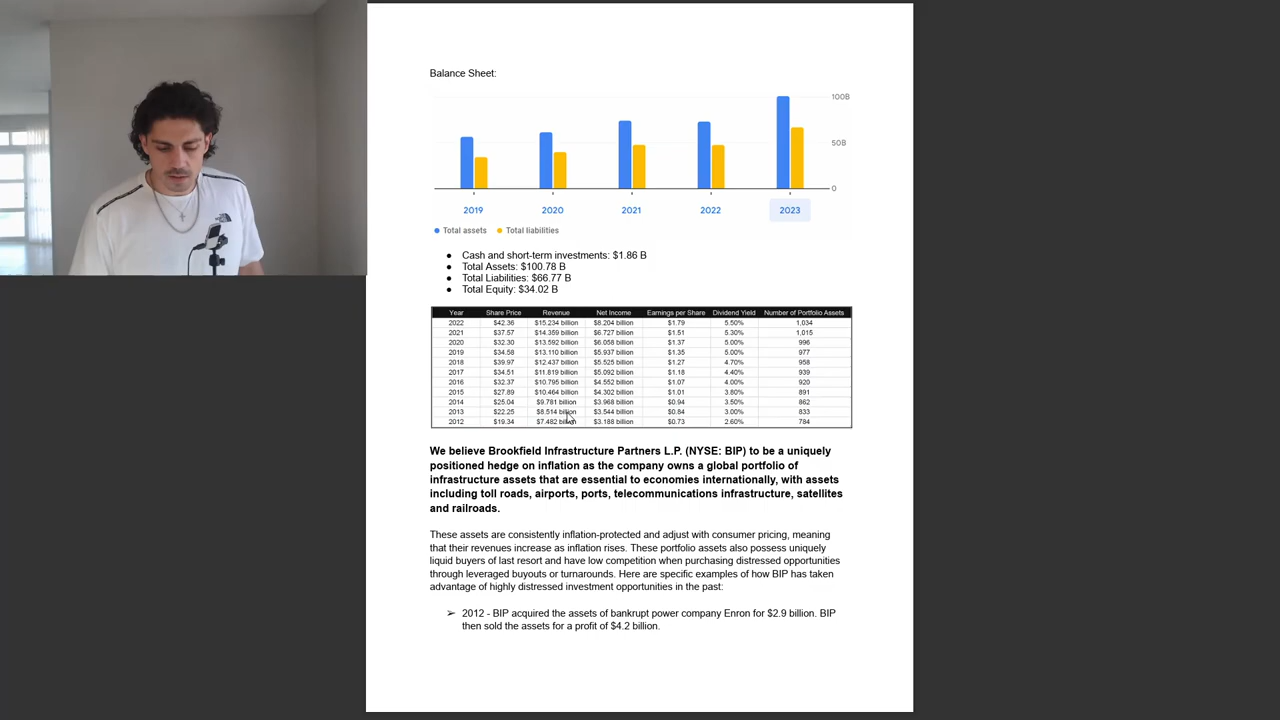 Balance Sheet:
100B
50B
0
2019 2020 2021 2022 2023
Total assets Total liabilities
● Cash and short-term investments: $1.86 B
● Total Assets: $100.78 B
● Total Liabilities: $66.77 B
● Total Equity: $34.02 B
Year Share Price Revenue Net Income Earnings per Share Dividend Yield Number of Portfolio Assets
2022 $42.36 $15.234 billion $8.204 billion $1.79 5.50% 1,034
2021 $37.57 $14.359 billion $6.727 billion $1.51 5.30% 1,015
2020 $32.30 $13.592 billion $6.058 billion $1.37 5.00% 996
2019 $34.58 $13.110 billion $5.937 billion $1.35 5.00% 977
2018 $39.97 $12.437 billion $5.525 billion $1.27 4.70% 958
2017 $34.51 $11.819 billion $5.092 billion $1.18 4.40% 939
2016 $32.37 $10.795 billion $4.552 billion $1.07 4.00% 920
2015 $27.89 $10.464 billion $4.302 billion $1.01 3.80% 891
2014 $25.04 $9.781 billion $3.968 billion $0.94 3.50% 862
2013 $22.25 $8.514 billion $3.544 billion $0.84 3.00% 833
2012 $19.34 $7.482 billion $3.188 billion $0.73 2.60% 784
We believe Brookfield Infrastructure Partners L.P. (NYSE: BIP) to be a uniquely
positioned hedge on inflation as the company owns a global portfolio of
infrastructure assets that are essential to economies internationally, with assets
including toll roads, airports, ports, telecommunications infrastructure, satellites
and railroads.
These assets are consistently inflation-protected and adjust with consumer pricing, meaning
that their revenues increase as inflation rises. These portfolio assets also possess uniquely
liquid buyers of last resort and have low competition when purchasing distressed opportunities
through leveraged buyouts or turnarounds. Here are specific examples of how BIP has taken
advantage of highly distressed investment opportunities in the past:
➢ 2012 - BIP acquired the assets of bankrupt power company Enron for $2.9 billion. BIP
then sold the assets for a profit of $4.2 billion.